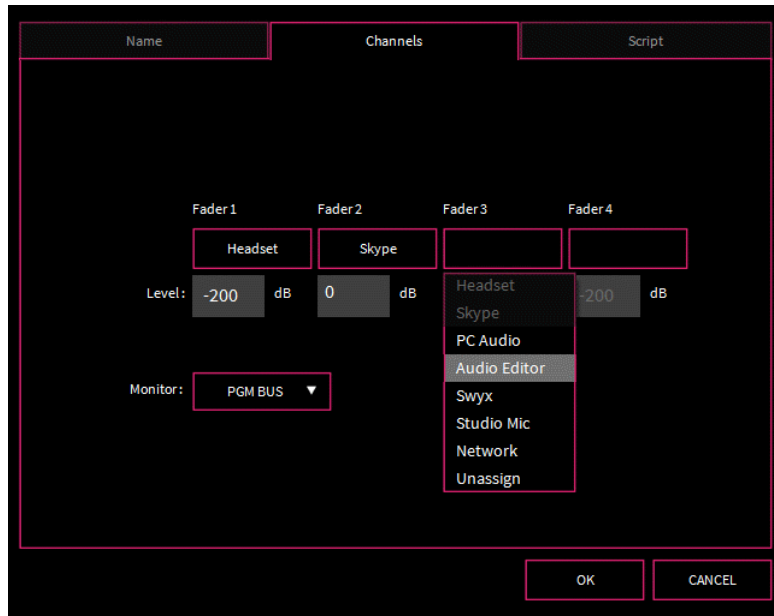 Name Channels Script
Fader 1 Fader 2 Fader 3 Fader 4
Headset Skype
Level: -200 dB 0 dB -200 dB
Headset
Skype
PC Audio
Audio Editor
Swyx
Studio Mic
Network
Unassign
Monitor: PGM BUS
OK CANCEL